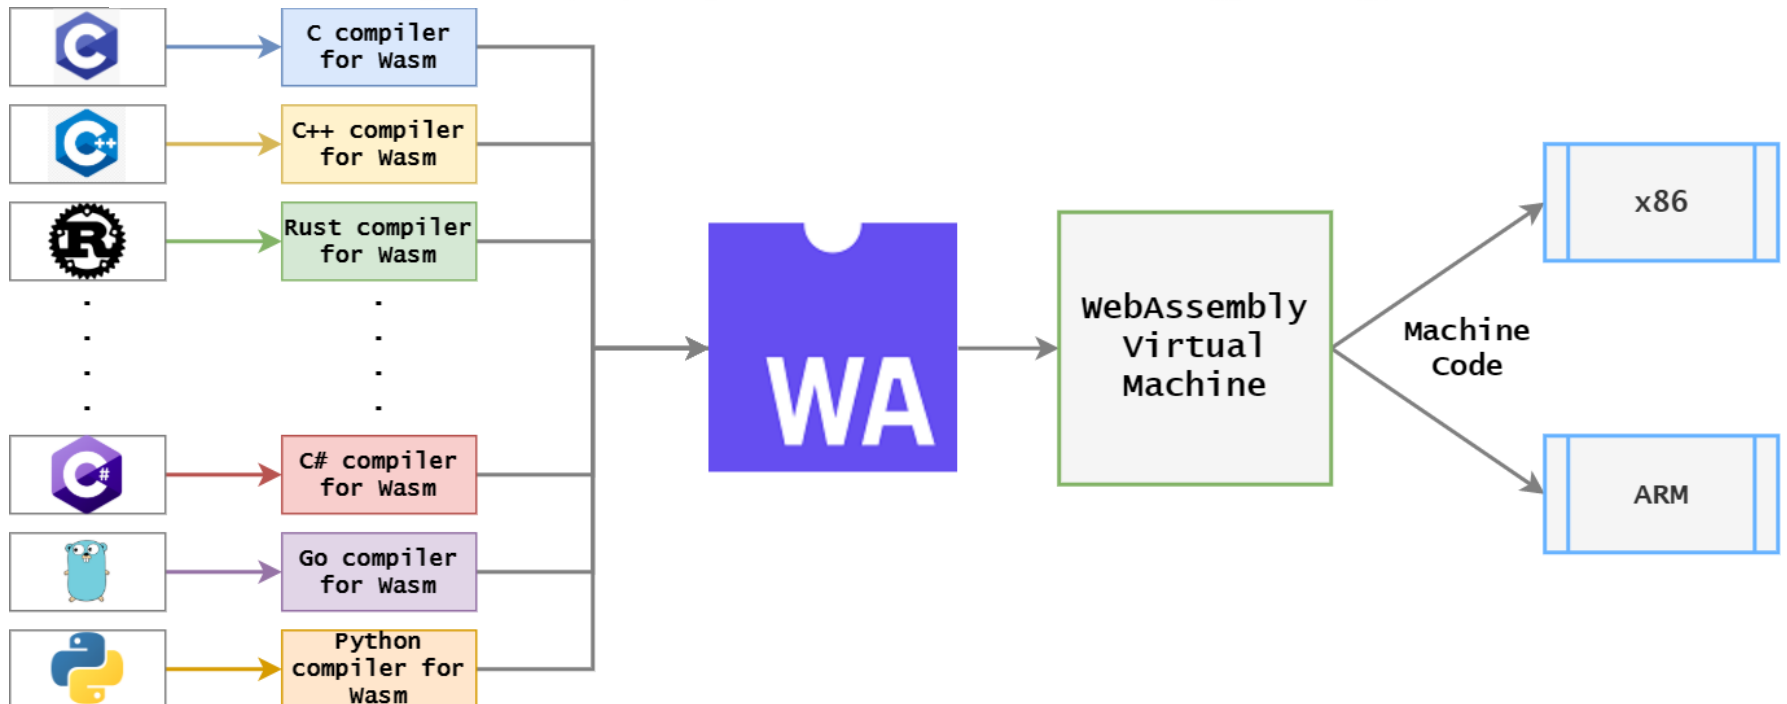 C
C compiler
for Wasm
C++
C++ compiler
for Wasm
R
Rust compiler
for Wasm
C#
C# compiler
for Wasm
Go compiler
for Wasm
Python
compiler for
Wasm
WA
WebAssembly
Virtual
Machine
Machine
Code
x86
ARM